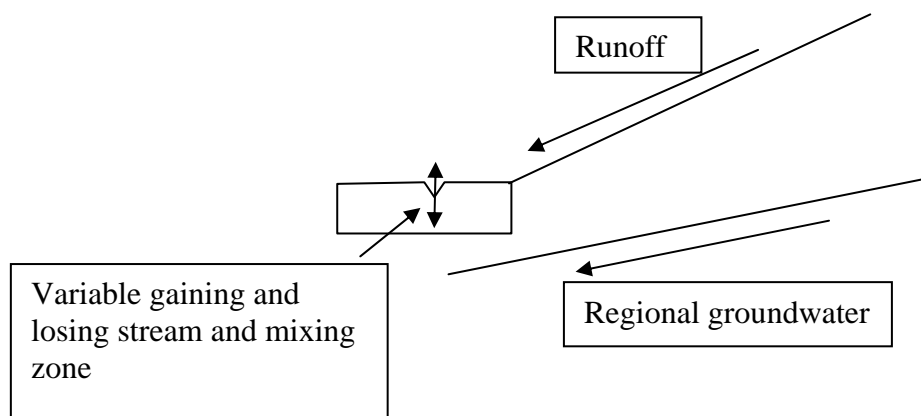 Runoff
Variable gaining and
losing stream and mixing
zone
Regional groundwater